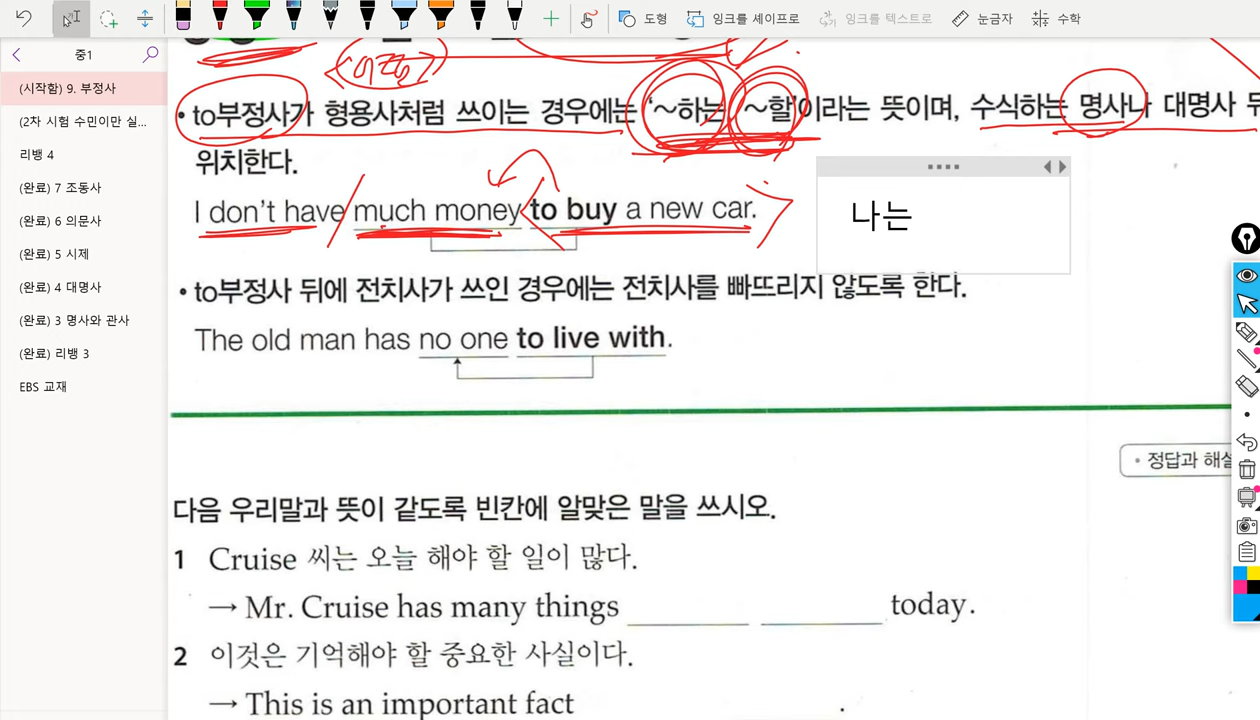 도형
잉크를 셰이프로
잉크를 텍스트로
눈금자
수학
중1
(시작함) 9. 부정사
(2차 시험 수민이만 실...
리뱅 4
(완료) 7 조동사
(완료) 6 의문사
(완료) 5 시제
(완료) 4 대명사
(완료) 3 명사와 관사
(완료) 리뱅 3
EBS 교재
• to부정사가 형용사처럼 쓰이는 경우에는 '~하는, ~할'이라는 뜻이며, 수식하는 명사나 대명사 뒤
위치한다.
I don't have much money to buy a new car.
나는
• to부정사 뒤에 전치사가 쓰인 경우에는 전치사를 빠뜨리지 않도록 한다.
The old man has no one to live with.
• 정답과 해설
다음 우리말과 뜻이 같도록 빈칸에 알맞은 말을 쓰시오.
1 Cruise 씨는 오늘 해야 할 일이 많다.
→ Mr. Cruise has many things ______ ______ today.
2 이것은 기억해야 할 중요한 사실이다.
→ This is an important fact ______.